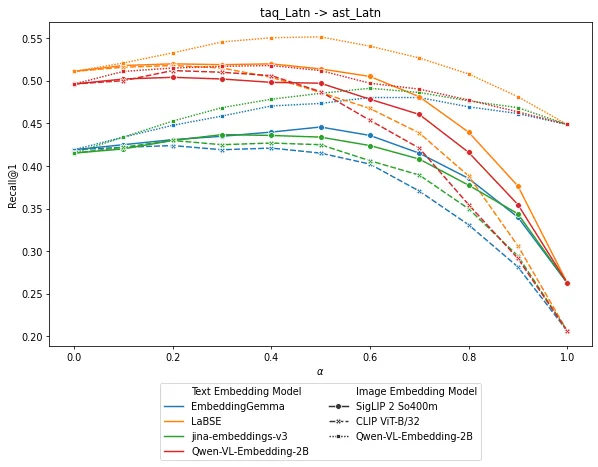 taq_Latn -> ast_Latn
Recall@1
0.55
0.50
0.45
0.40
0.35
0.30
0.25
0.20
0.0 0.2 0.4 0.6 0.8 1.0
α
Text Embedding Model Image Embedding Model
EmbeddingGemma SigLIP 2 So400m
LaBSE CLIP ViT-B/32
jina-embeddings-v3 Qwen-VL-Embedding-2B
Qwen-VL-Embedding-2B